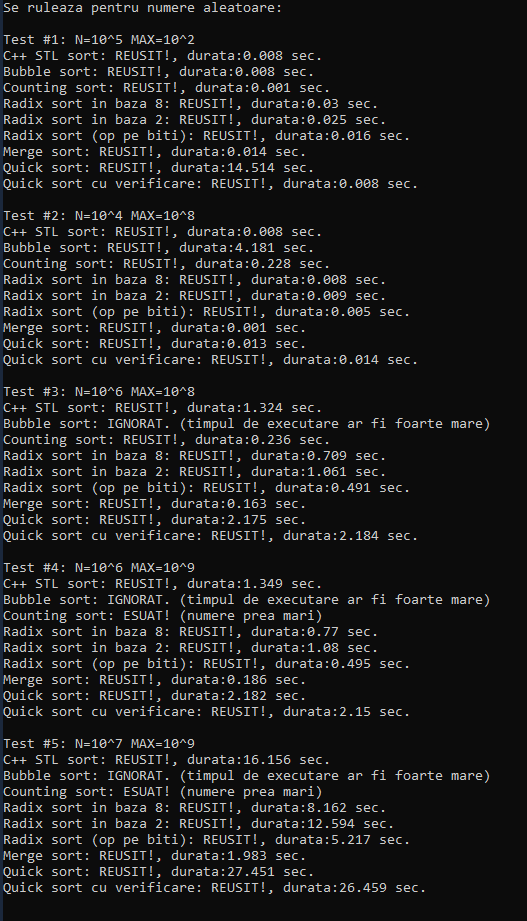 Se ruleaza pentru numere aleatoare:
Test #1: N=10^5 MAX=10^2
C++ STL sort: REUSIT!, durata:0.008 sec.
Bubble sort: REUSIT!, durata:0.008 sec.
Counting sort: REUSIT!, durata:0.001 sec.
Radix sort in baza 8: REUSIT!, durata:0.03 sec.
Radix sort in baza 2: REUSIT!, durata:0.025 sec.
Radix sort (op pe biti): REUSIT!, durata:0.016 sec.
Merge sort: REUSIT!, durata:0.014 sec.
Quick sort: REUSIT!, durata:14.514 sec.
Quick sort cu verificare: REUSIT!, durata:0.008 sec.
Test #2: N=10^4 MAX=10^8
C++ STL sort: REUSIT!, durata:0.008 sec.
Bubble sort: REUSIT!, durata:4.181 sec.
Counting sort: REUSIT!, durata:0.228 sec.
Radix sort in baza 8: REUSIT!, durata:0.008 sec.
Radix sort in baza 2: REUSIT!, durata:0.009 sec.
Radix sort (op pe biti): REUSIT!, durata:0.005 sec.
Merge sort: REUSIT!, durata:0.001 sec.
Quick sort: REUSIT!, durata:0.013 sec.
Quick sort cu verificare: REUSIT!, durata:0.014 sec.
Test #3: N=10^6 MAX=10^8
C++ STL sort: REUSIT!, durata:1.324 sec.
Bubble sort: IGNORAT. (timpul de executare ar fi foarte mare)
Counting sort: REUSIT!, durata:0.236 sec.
Radix sort in baza 8: REUSIT!, durata:0.709 sec.
Radix sort in baza 2: REUSIT!, durata:1.061 sec.
Radix sort (op pe biti): REUSIT!, durata:0.491 sec.
Merge sort: REUSIT!, durata:0.163 sec.
Quick sort: REUSIT!, durata:2.175 sec.
Quick sort cu verificare: REUSIT!, durata:2.184 sec.
Test #4: N=10^6 MAX=10^9
C++ STL sort: REUSIT!, durata:1.349 sec.
Bubble sort: IGNORAT. (timpul de executare ar fi foarte mare)
Counting sort: ESUAT! (numere prea mari)
Radix sort in baza 8: REUSIT!, durata:0.77 sec.
Radix sort in baza 2: REUSIT!, durata:1.08 sec.
Radix sort (op pe biti): REUSIT!, durata:0.495 sec.
Merge sort: REUSIT!, durata:0.186 sec.
Quick sort: REUSIT!, durata:2.182 sec.
Quick sort cu verificare: REUSIT!, durata:2.15 sec.
Test #5: N=10^7 MAX=10^9
C++ STL sort: REUSIT!, durata:16.156 sec.
Bubble sort: IGNORAT. (timpul de executare ar fi foarte mare)
Counting sort: ESUAT! (numere prea mari)
Radix sort in baza 8: REUSIT!, durata:8.162 sec.
Radix sort in baza 2: REUSIT!, durata:12.594 sec.
Radix sort (op pe biti): REUSIT!, durata:5.217 sec.
Merge sort: REUSIT!, durata:1.983 sec.
Quick sort: REUSIT!, durata:27.451 sec.
Quick sort cu verificare: REUSIT!, durata:26.459 sec.